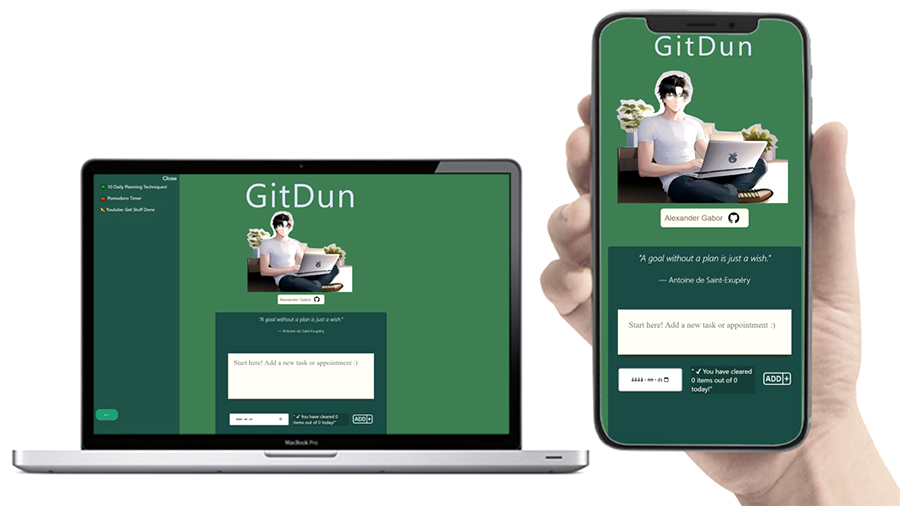 Close
10 Daily Planning Techniques!
Pomodoro Timer
Youtube: Get Stuff Done
←
GitDun
Alexander Gabor
"A goal without a plan is just a wish."
— Antoine de Saint-Exupéry
Start here! Add a new task or appointment :)
"✓ You have cleared 0
items out of 0 today!"
ADD+
MacBook Pro
GitDun
Alexander Gabor
"A goal without a plan is just a wish."
— Antoine de Saint-Exupéry
Start here! Add a new task or appointment :)
"✓ You have cleared
0 items out of 0
today!"
ADD+